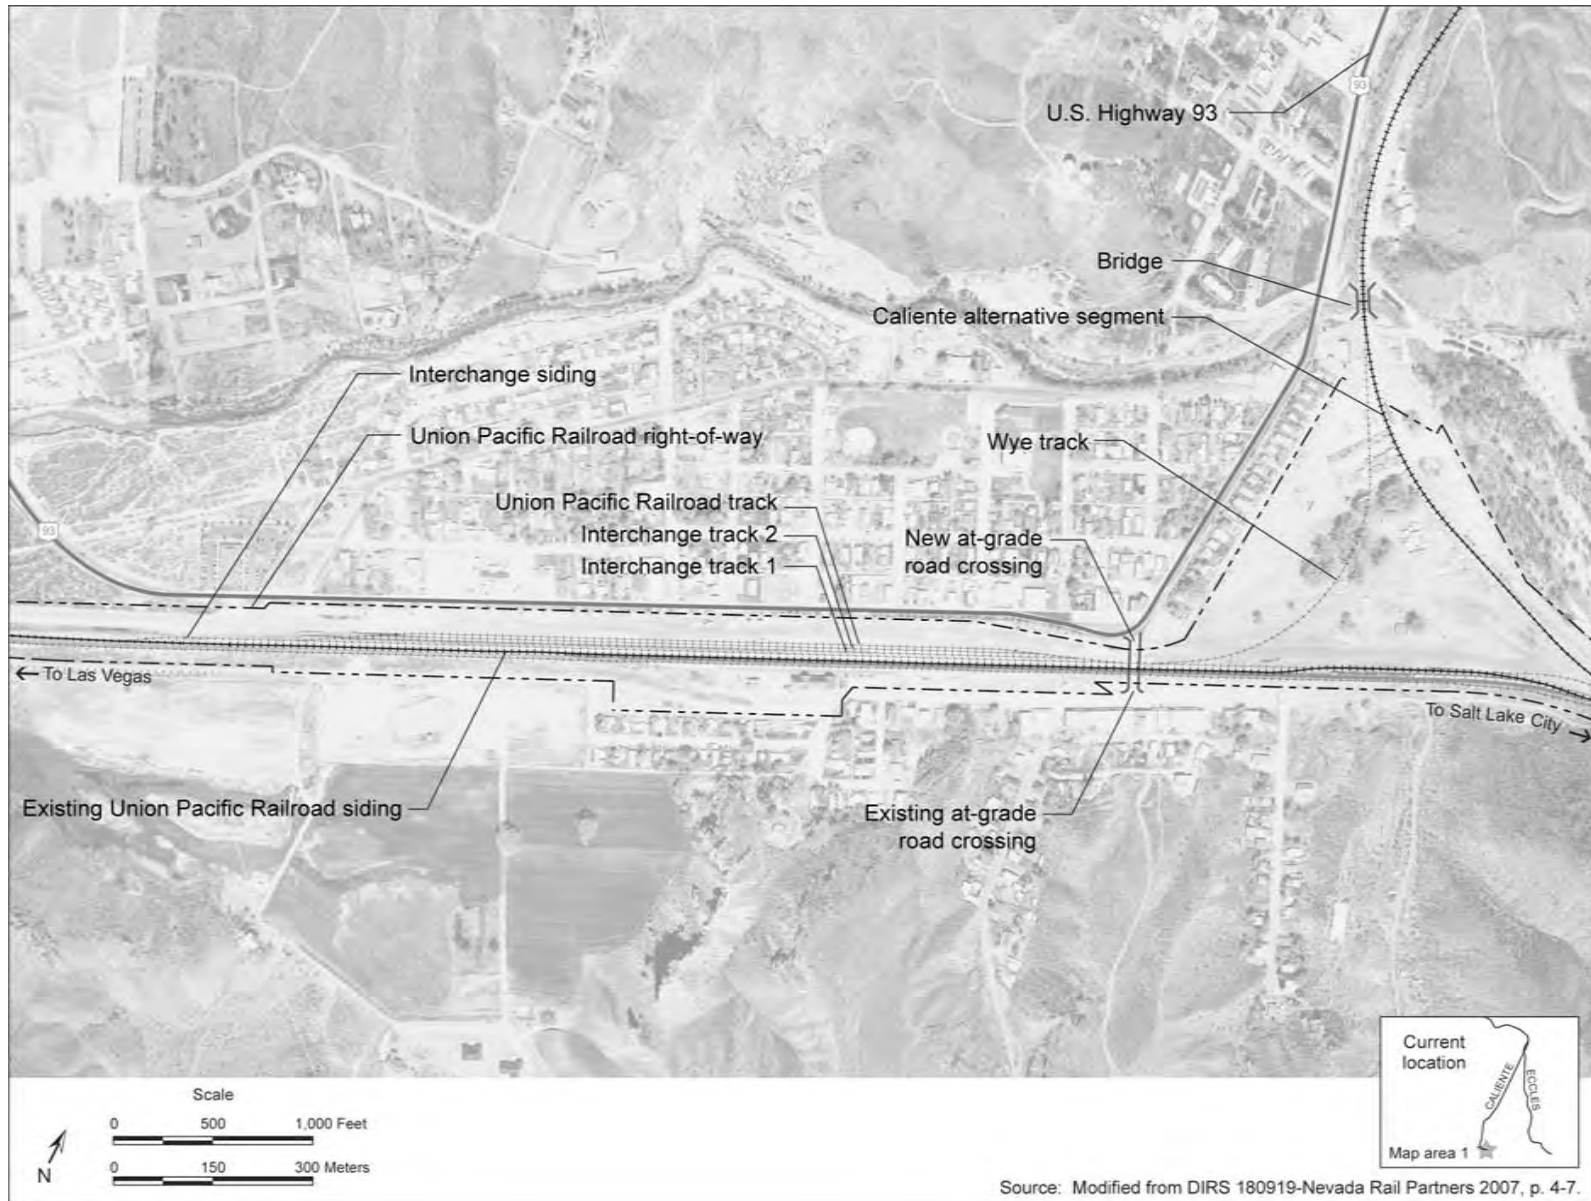 U.S. Highway 93
93
Bridge
Caliente alternative segment
Interchange siding
Union Pacific Railroad right-of-way
Wye track
Union Pacific Railroad track
Interchange track 2
Interchange track 1
New at-grade
road crossing
93
To Las Vegas
To Salt Lake City
Existing Union Pacific Railroad siding
Existing at-grade
road crossing
Current
location
CALIENTE
ECCLES
Map area 1
Scale
0 500 1,000 Feet
0 150 300 Meters
N
Source: Modified from DIRS 180919-Nevada Rail Partners 2007, p. 4-7.